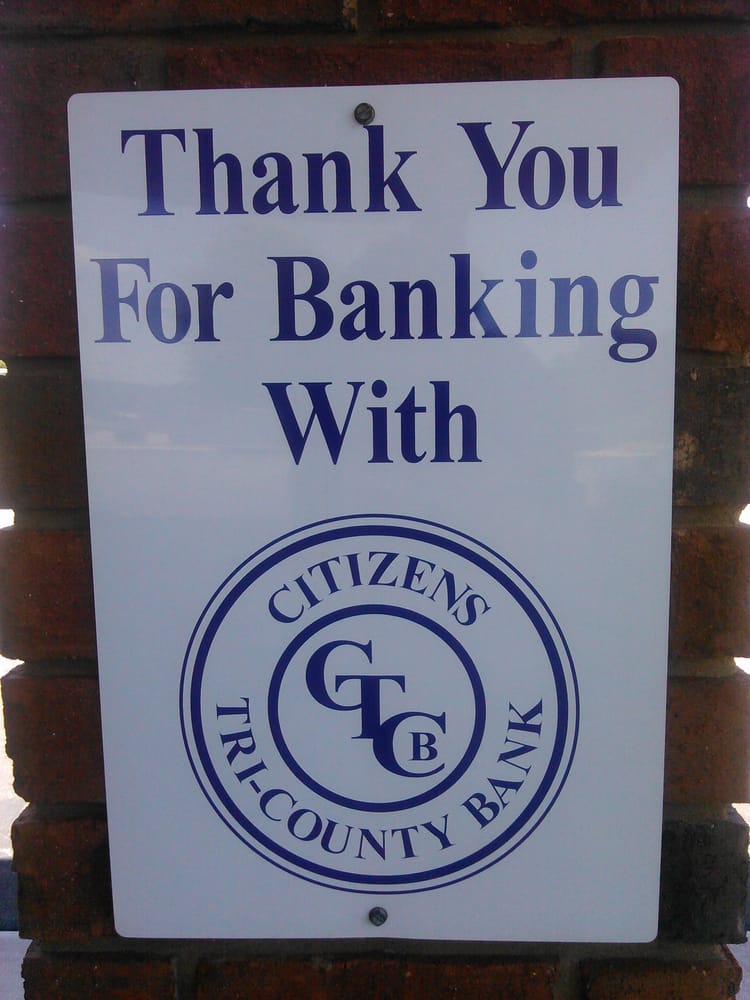 Thank You
For Banking
With
CITIZENS
CTCB
TRI-COUNTY BANK